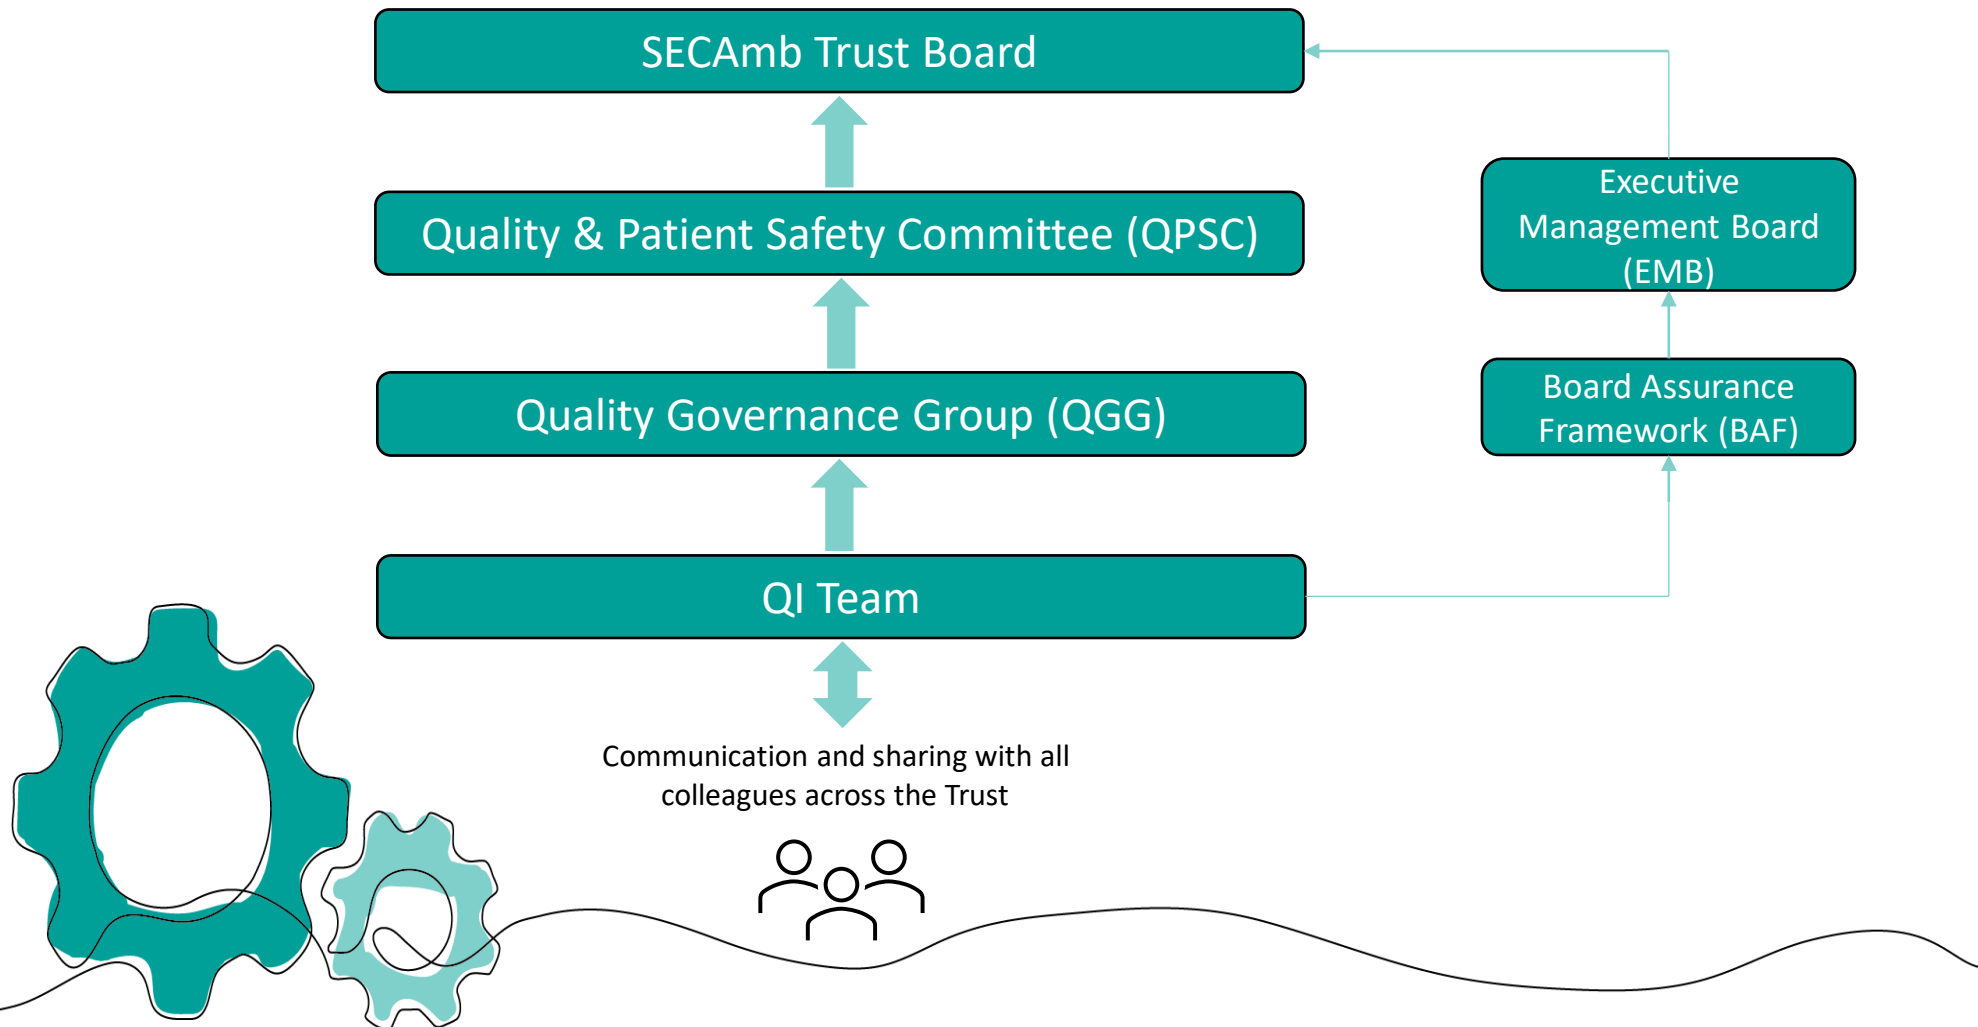 SECAmb Trust Board
Quality & Patient Safety Committee (QPSC)
Quality Governance Group (QGG)
QI Team
Communication and sharing with all
colleagues across the Trust
Executive
Management Board
(EMB)
Board Assurance
Framework (BAF)